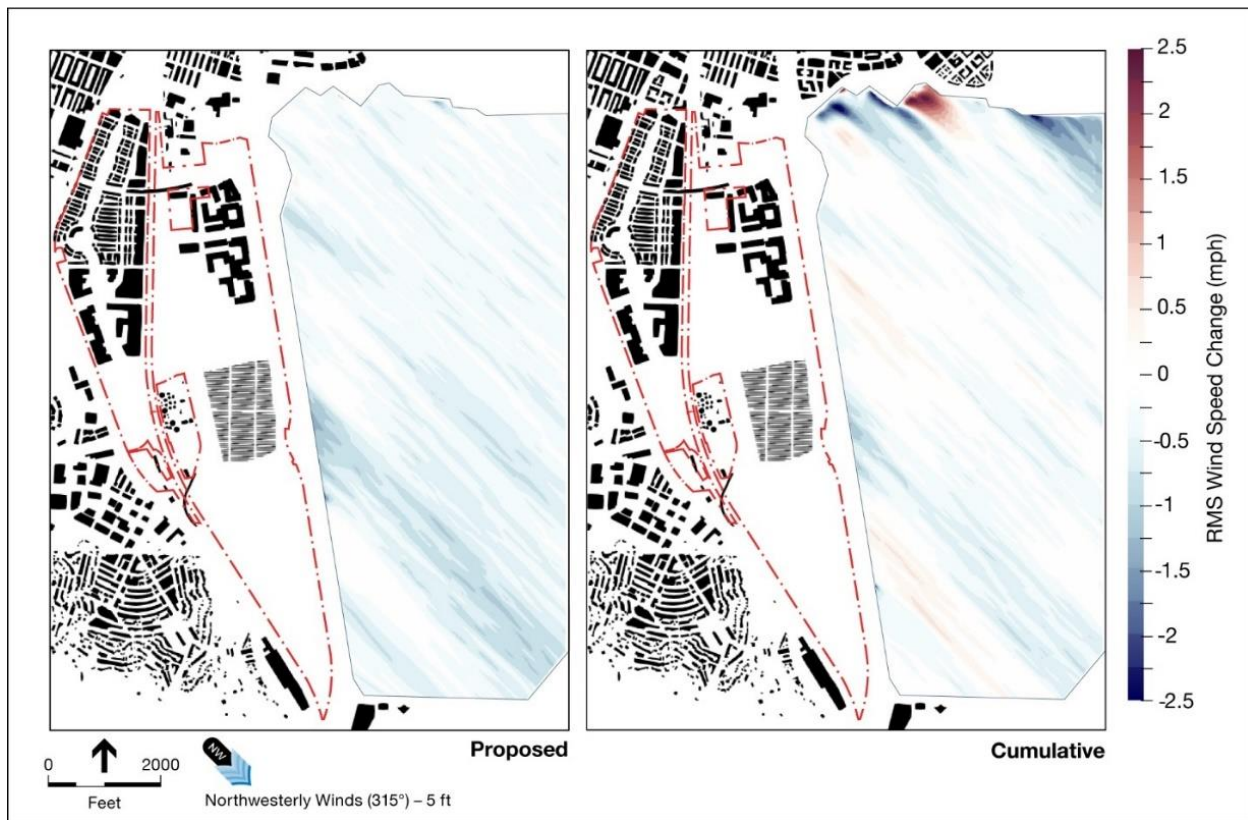 2.5
2
1.5
1
0.5
0
-0.5
-1
-1.5
-2
-2.5
RMS Wind Speed Change (mph)
Proposed
Cumulative
0 2000
Feet
NW
Northwesterly Winds (315°) – 5 ft